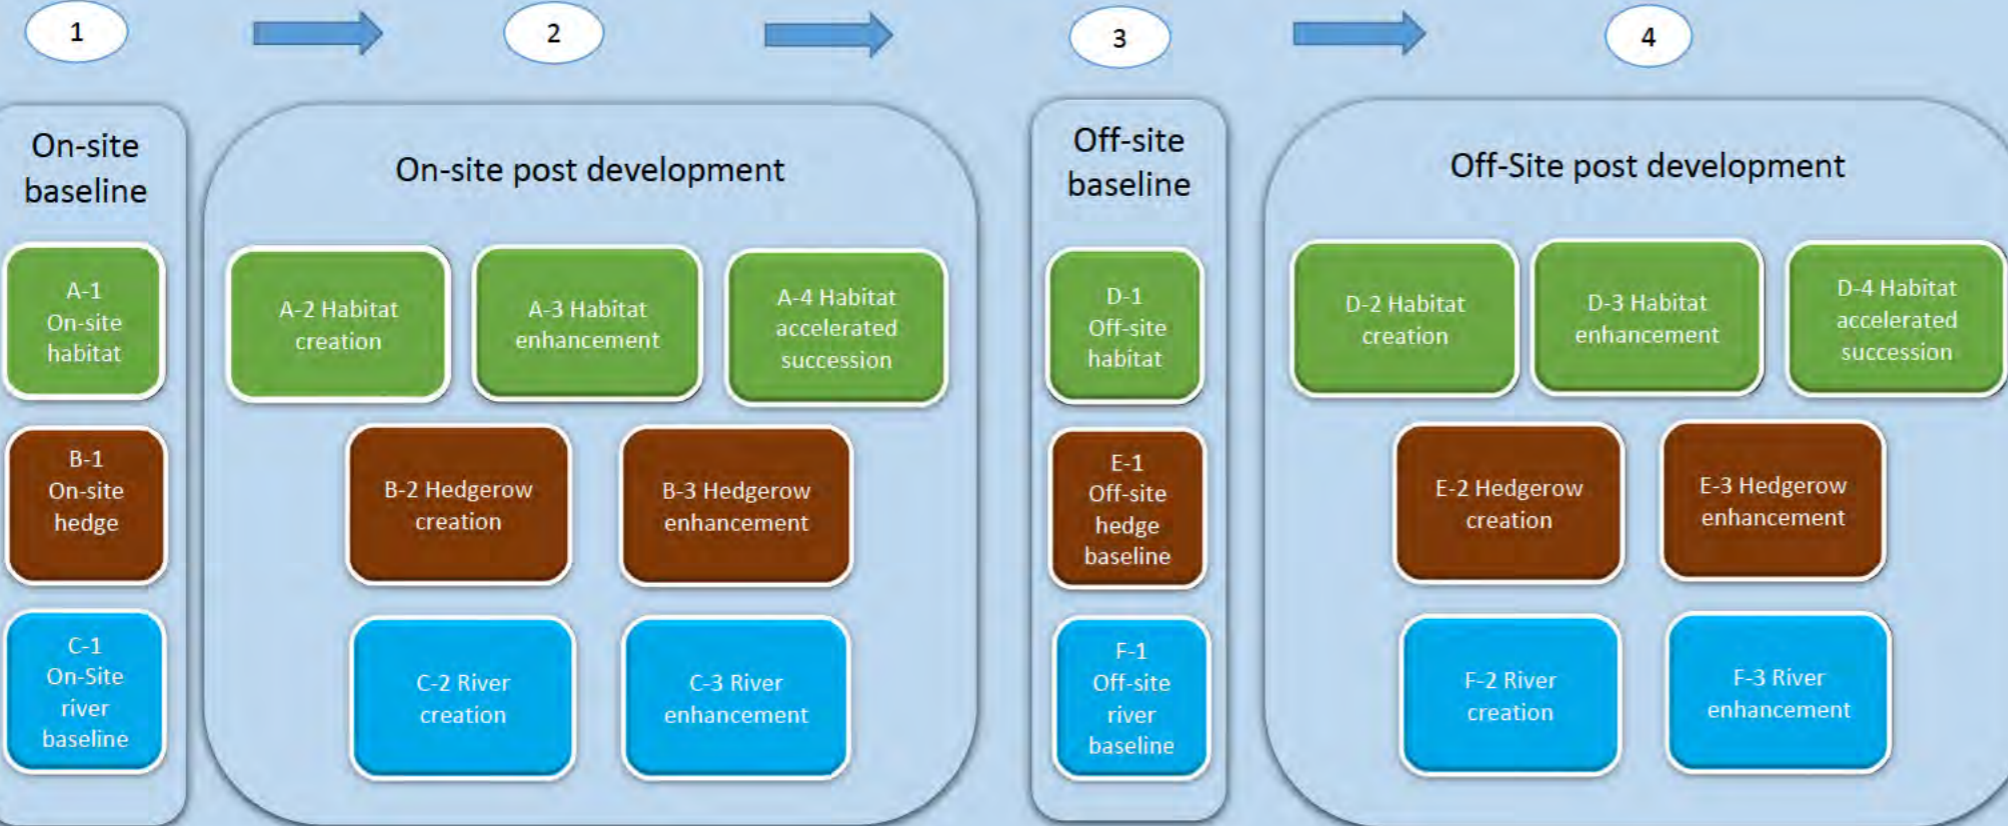 1
2
3
4
On-site
baseline
A-1
On-site
habitat
B-1
On-site
hedge
C-1
On-Site
river
baseline
On-site post development
A-2 Habitat
creation
A-3 Habitat
enhancement
A-4 Habitat
accelerated
succession
B-2 Hedgerow
creation
B-3 Hedgerow
enhancement
C-2 River
creation
C-3 River
enhancement
Off-site
baseline
D-1
Off-site
habitat
E-1
Off-site
hedge
baseline
F-1
Off-site
river
baseline
Off-Site post development
D-2 Habitat
creation
D-3 Habitat
enhancement
D-4 Habitat
accelerated
succession
E-2 Hedgerow
creation
E-3 Hedgerow
enhancement
F-2 River
creation
F-3 River
enhancement